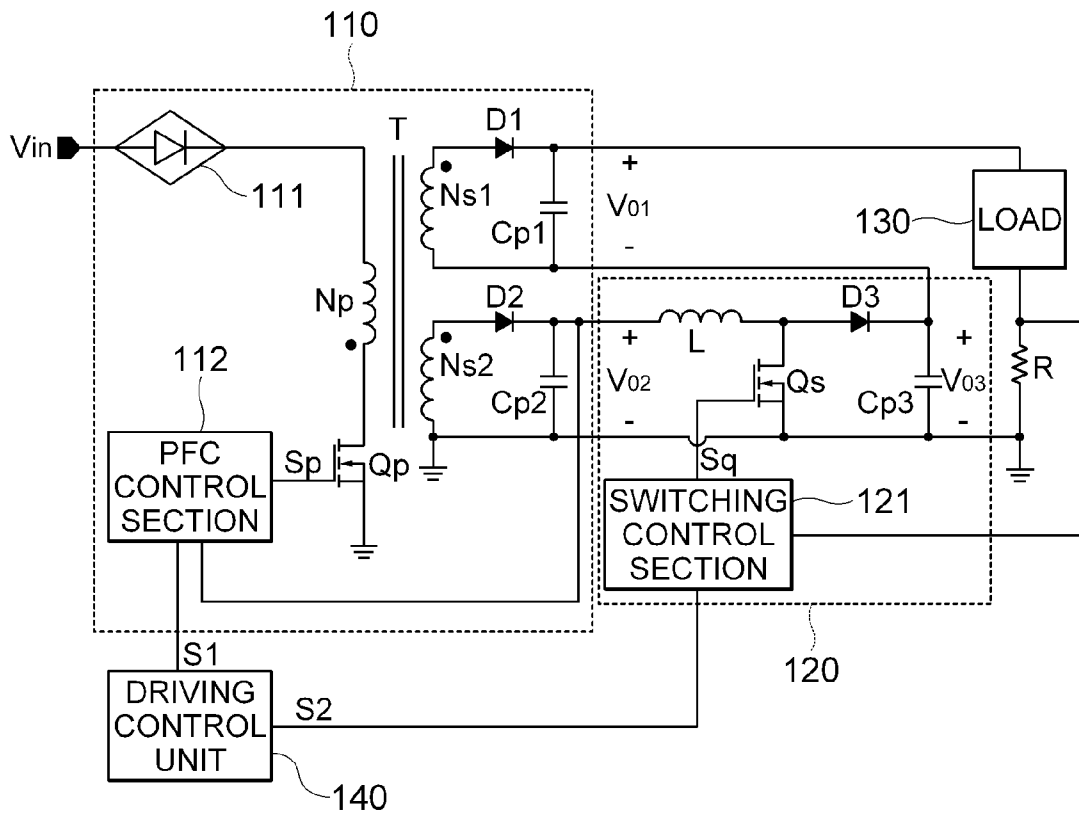 110
Vin
111
T
D1
Ns1
Cp1
+
V01
-
130
LOAD
Np
D2
Ns2
Cp2
+
V02
-
L
D3
Qs
Cp3
+
V03
-
R
112
PFC
CONTROL
SECTION
Sp
Qp
Sq
SWITCHING
CONTROL
SECTION
121
120
S1
DRIVING
CONTROL
UNIT
S2
140